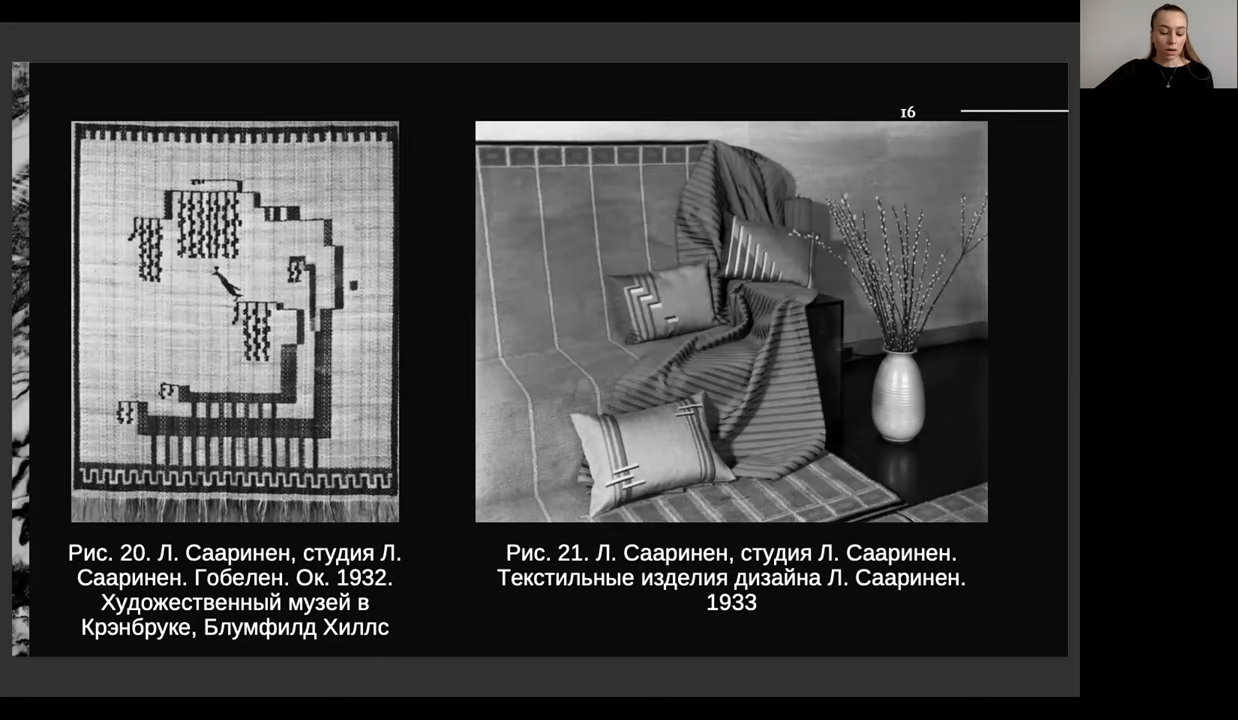 16
Рис. 20. Л. Сааринен, студия Л.
Сааринен. Гобелен. Ок. 1932.
Художественный музей в
Крэнбруке, Блумфилд Хиллс
Рис. 21. Л. Сааринен, студия Л. Сааринен.
Текстильные изделия дизайна Л. Сааринен.
1933